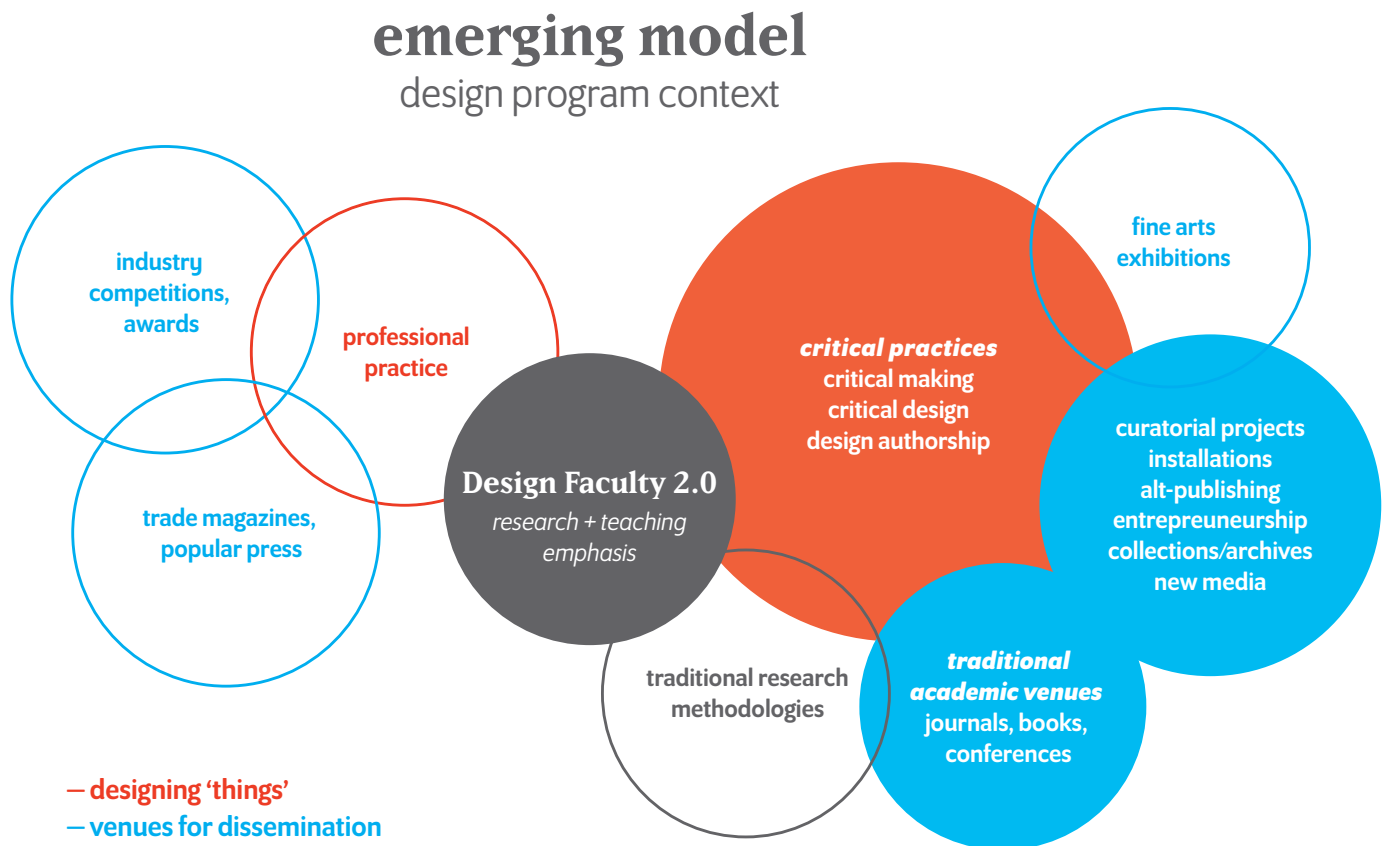 emerging model
design program context
industry
competitions,
awards
professional
practice
trade magazines,
popular press
Design Faculty 2.0
research + teaching
emphasis
critical practices
critical making
critical design
design authorship
fine arts
exhibitions
curatorial projects
installations
alt-publishing
entrepreuneurship
collections/archives
new media
traditional research
methodologies
traditional
academic venues
journals, books,
conferences
– designing ‘things’
– venues for dissemination